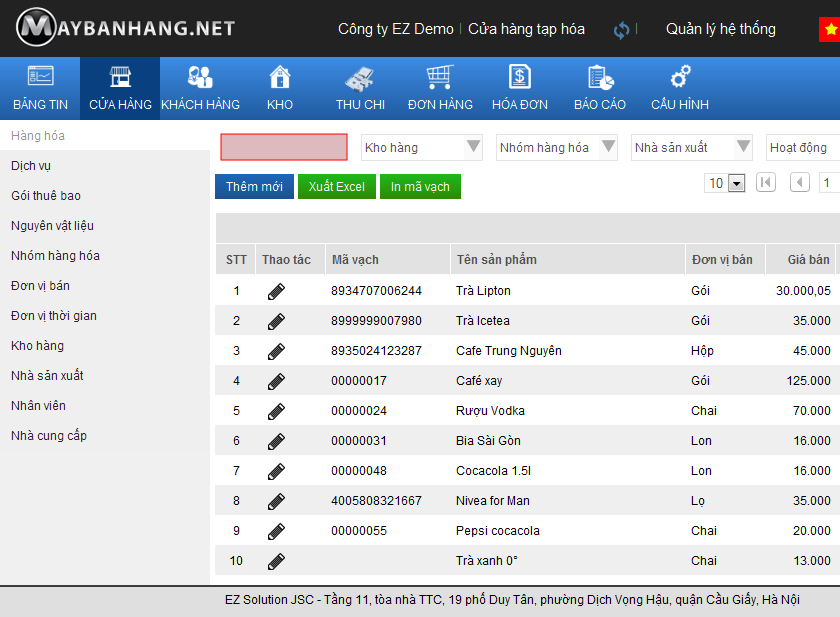 MAYBANHANG.NET
Công ty EZ Demo | Cửa hàng tạp hóa | Quản lý hệ thống
BẢNG TIN CỬA HÀNG KHÁCH HÀNG KHO THU CHI ĐƠN HÀNG HÓA ĐƠN BÁO CÁO CẤU HÌNH
Hàng hóa
Dịch vụ
Gói thuê bao
Nguyên vật liệu
Nhóm hàng hóa
Đơn vị bán
Đơn vị thời gian
Kho hàng
Nhà sản xuất
Nhân viên
Nhà cung cấp
Kho hàng Nhóm hàng hóa Nhà sản xuất Hoạt động
Thêm mới Xuất Excel In mã vạch 10 1
STT Thao tác Mã vạch Tên sản phẩm Đơn vị bán Giá bán
1 8934707006244 Trà Lipton Gói 30.000,05
2 8999999007980 Trà Icetea Gói 35.000
3 8935024123287 Cafe Trung Nguyên Hộp 45.000
4 00000017 Café xay Gói 125.000
5 00000024 Rượu Vodka Chai 70.000
6 00000031 Bia Sài Gòn Lon 16.000
7 00000048 Cocacola 1.5l Lon 16.000
8 4005808321667 Nivea for Man Lọ 35.000
9 00000055 Pepsi cocacola Chai 20.000
10 Trà xanh 0° Chai 13.000
EZ Solution JSC - Tầng 11, tòa nhà TTC, 19 phố Duy Tân, phường Dịch Vọng Hậu, quận Cầu Giấy, Hà Nội